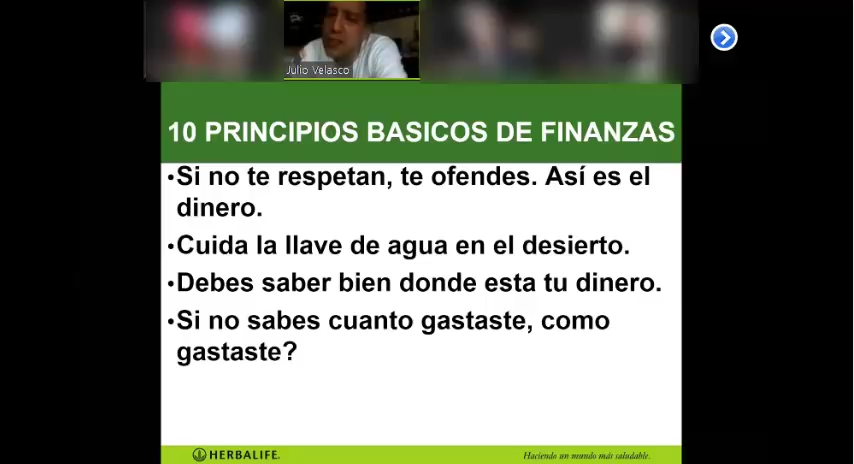 Julio Velasco
10 PRINCIPIOS BASICOS DE FINANZAS
•Si no te respetan, te ofendes. Así es el
dinero.
•Cuida la llave de agua en el desierto.
•Debes saber bien donde esta tu dinero.
•Si no sabes cuanto gastaste, como
gastaste?
HERBALIFE.
Haciendo un mundo más saludable.